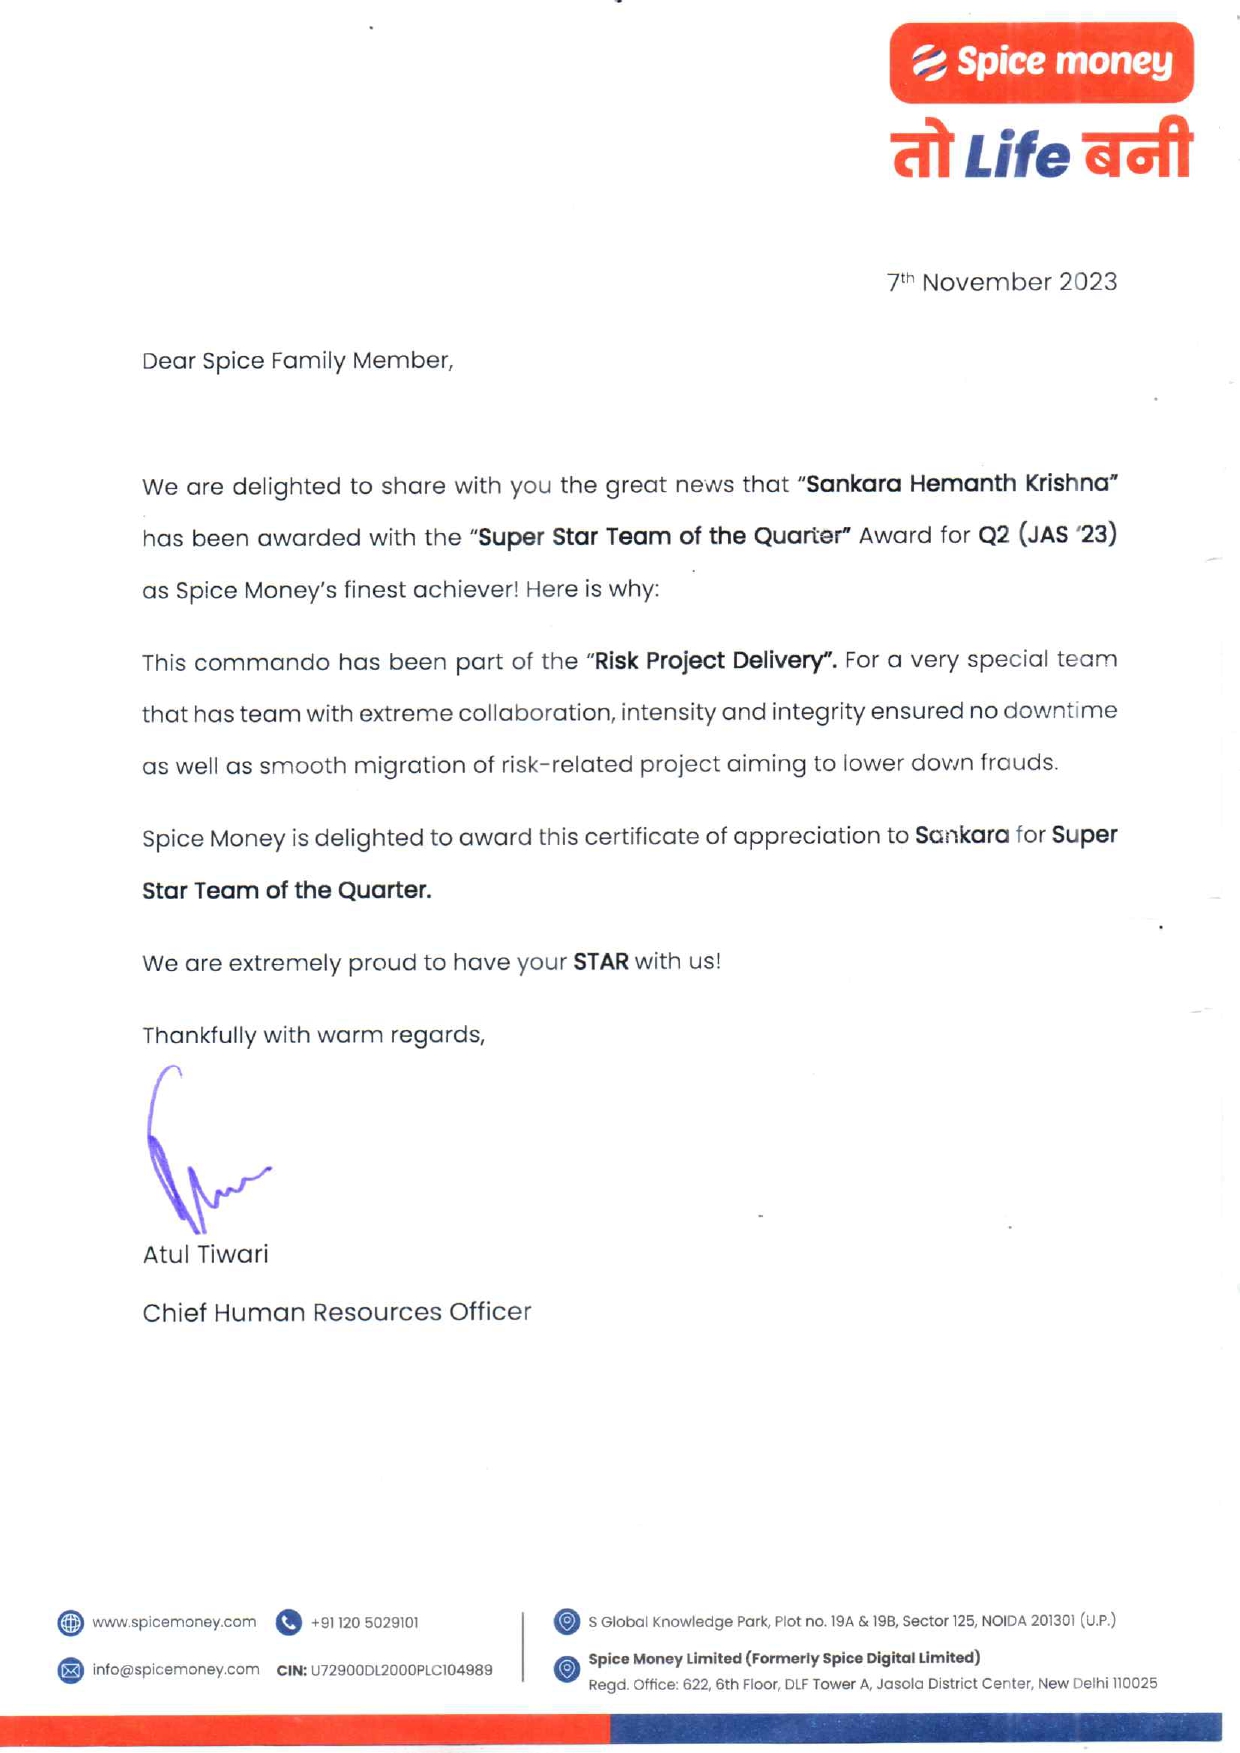 Spice money
तो Life बनी
7th November 2023
Dear Spice Family Member,
We are delighted to share with you the great news that “Sankara Hemanth Krishna”
has been awarded with the “Super Star Team of the Quarter” Award for Q2 (JAS ‘23)
as Spice Money’s finest achiever! Here is why:
This commando has been part of the “Risk Project Delivery”. For a very special team
that has team with extreme collaboration, intensity and integrity ensured no downtime
as well as smooth migration of risk-related project aiming to lower down frauds.
Spice Money is delighted to award this certificate of appreciation to Sankara for Super
Star Team of the Quarter.
We are extremely proud to have your STAR with us!
Thankfully with warm regards,
Atul Tiwari
Chief Human Resources Officer
www.spicemoney.com +91 120 5029101
info@spicemoney.com CIN: U72900DL2000PLC104989
S Global Knowledge Park, Plot no. 19A & 19B, Sector 125, NOIDA 201301 (U.P.)
Spice Money Limited (Formerly Spice Digital Limited)
Regd. Office: 622, 6th Floor, DLF Tower A, Jasola District Center, New Delhi 110025